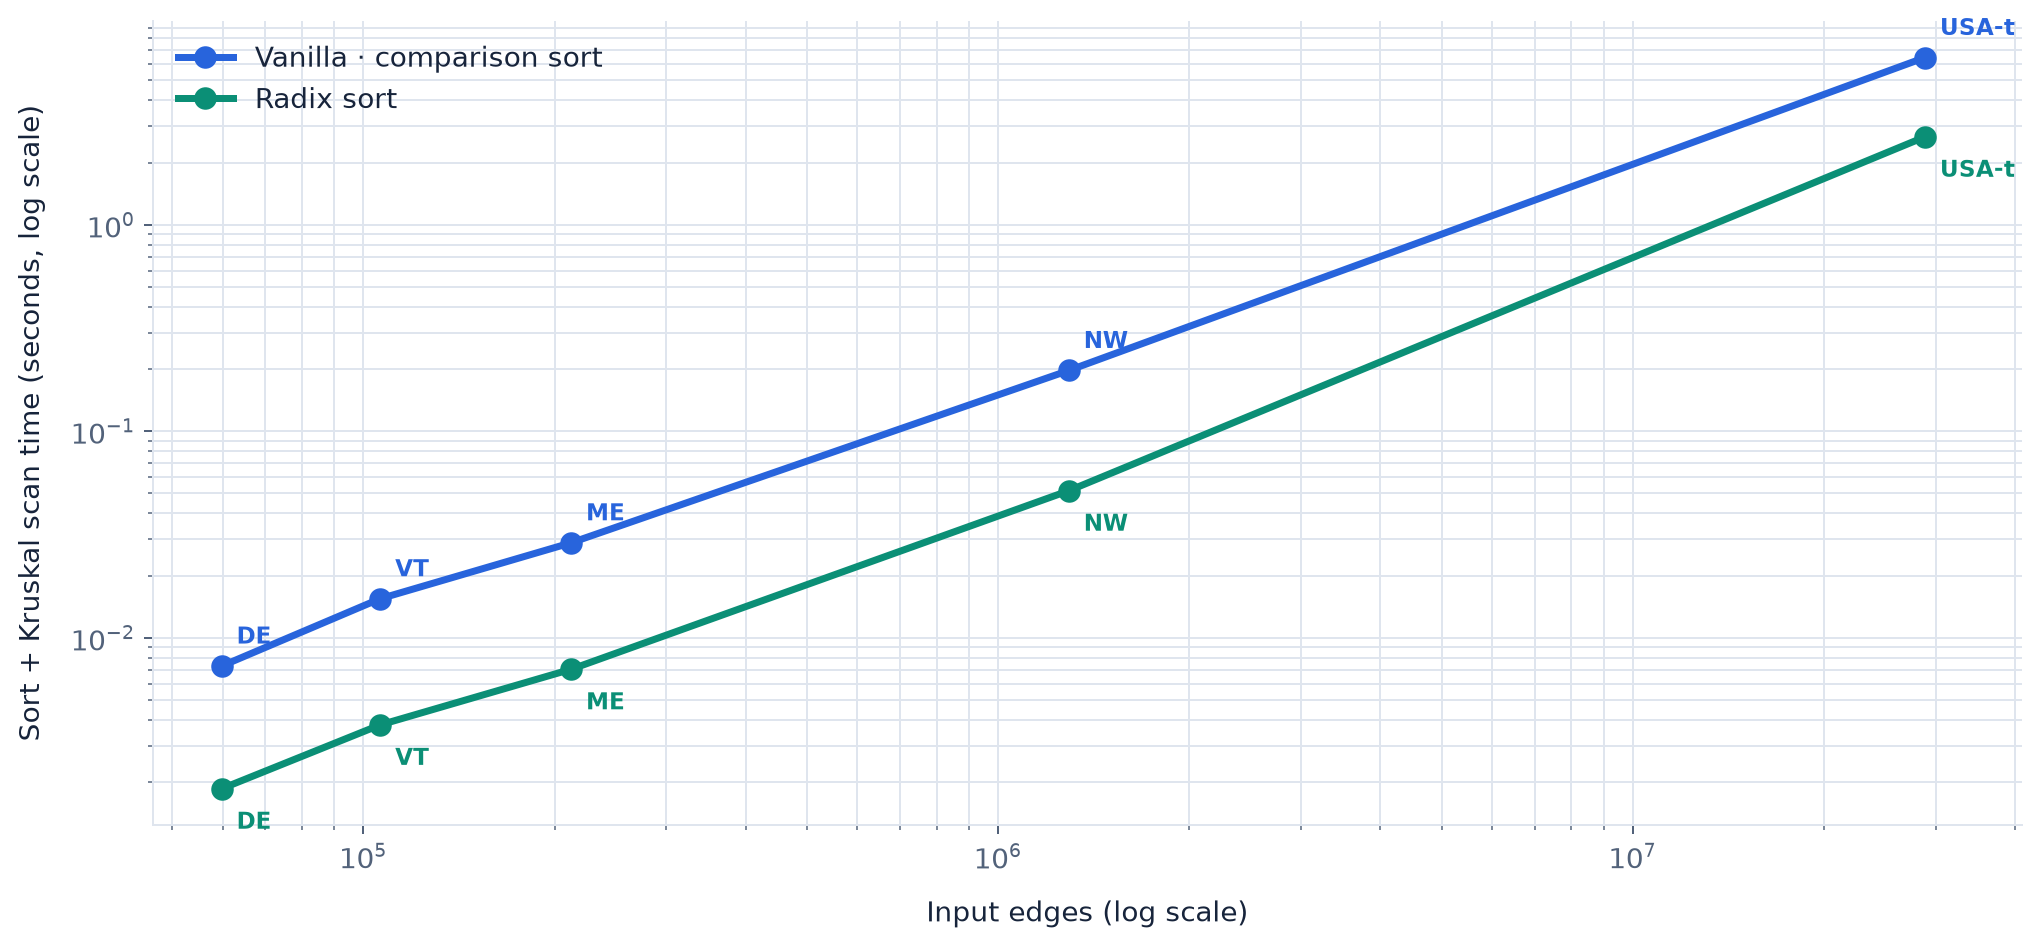 USA-t
Vanilla · comparison sort
Radix sort
USA-t
Sort + Kruskal scan time (seconds, log scale)
10⁰
NW
10⁻¹
NW
ME
VT
DE
10⁻²
ME
VT
DE
10⁵
10⁶
10⁷
Input edges (log scale)